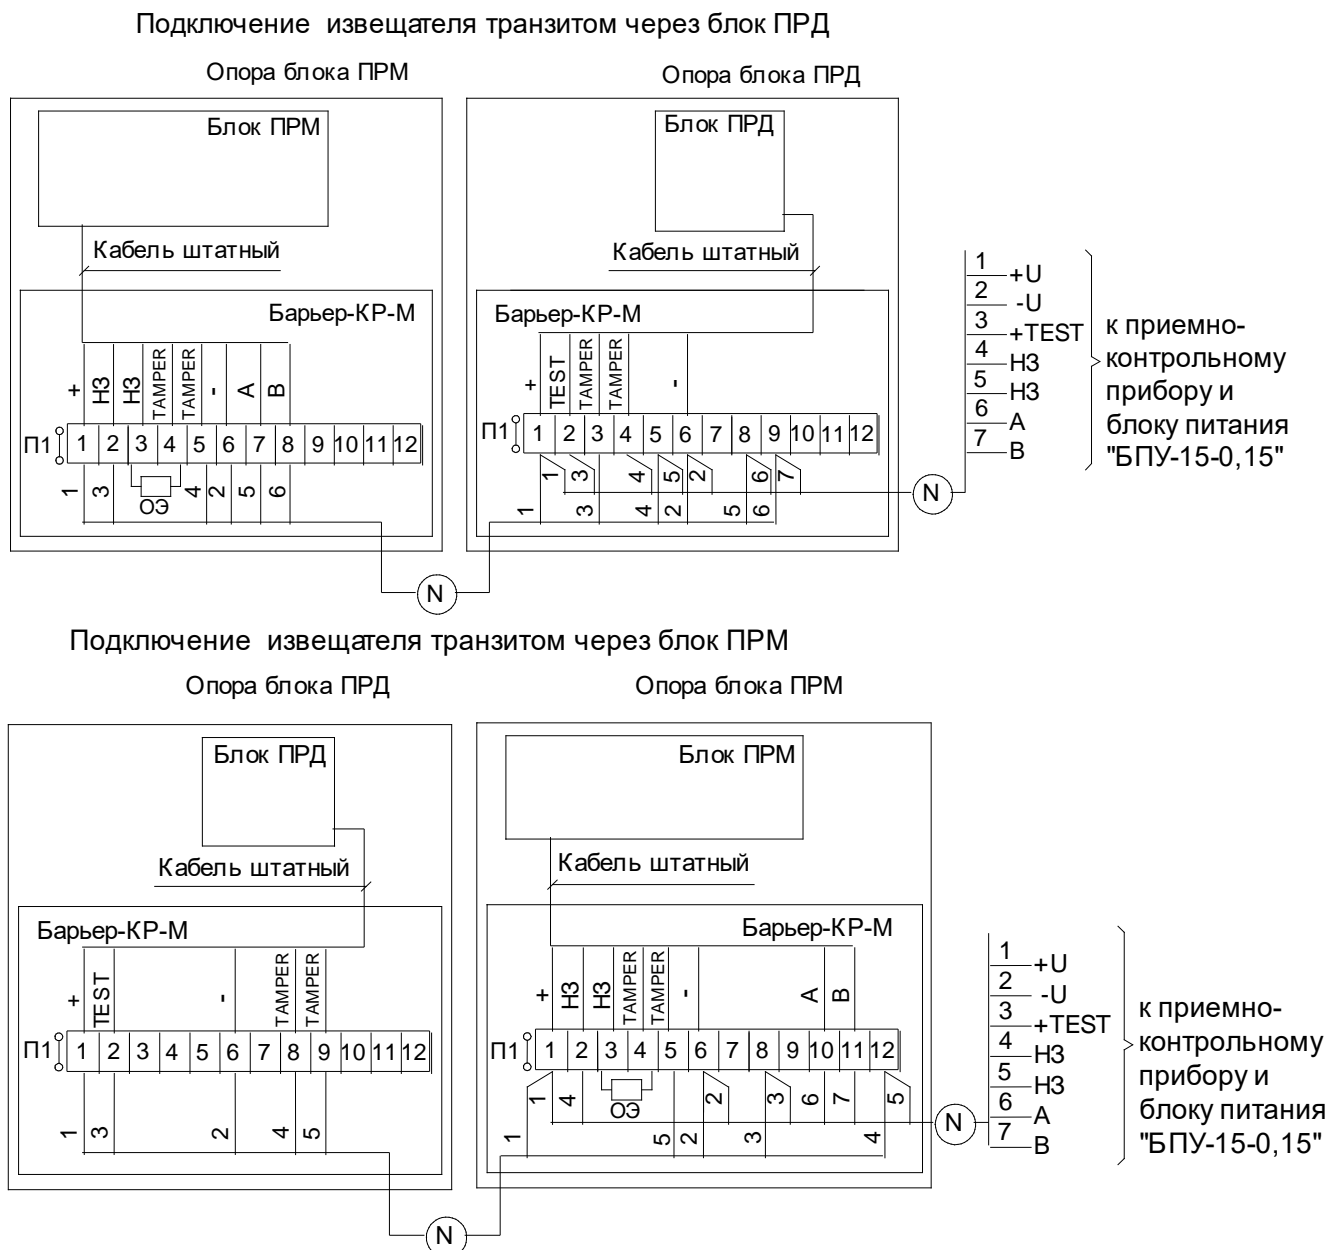 Подключение извещателя транзитом через блок ПРД
Опора блока ПРМ
Опора блока ПРД
Блок ПРМ
Блок ПРД
Кабель штатный
Кабель штатный
Барьер-КР-М
Барьер-КР-М
+ НЗ НЗ TAMPER TAMPER - A B
+ TEST TAMPER TAMPER -
П1 1 2 3 4 5 6 7 8 9 10 11 12
П1 1 2 3 4 5 6 7 8 9 10 11 12
1 3 ОЭ 4 2 5 6
1 3 4 5 2 6 7
1 3 4 2 5 6
N
N
1 +U
2 -U
3 +TEST
4 НЗ
5 НЗ
6 A
7 B
к приемно-
контрольному
прибору и
блоку питания
"БПУ-15-0,15"
Подключение извещателя транзитом через блок ПРМ
Опора блока ПРД
Опора блока ПРМ
Блок ПРД
Блок ПРМ
Кабель штатный
Кабель штатный
Барьер-КР-М
Барьер-КР-М
+ TEST - TAMPER TAMPER
+ НЗ НЗ TAMPER TAMPER - A B
П1 1 2 3 4 5 6 7 8 9 10 11 12
П1 1 2 3 4 5 6 7 8 9 10 11 12
1 3 2 4 5
1 4 ОЭ 2 3 6 7 5
1 5 2 3 4
N
N
1 +U
2 -U
3 +TEST
4 НЗ
5 НЗ
6 A
7 B
к приемно-
контрольному
прибору и
блоку питания
"БПУ-15-0,15"